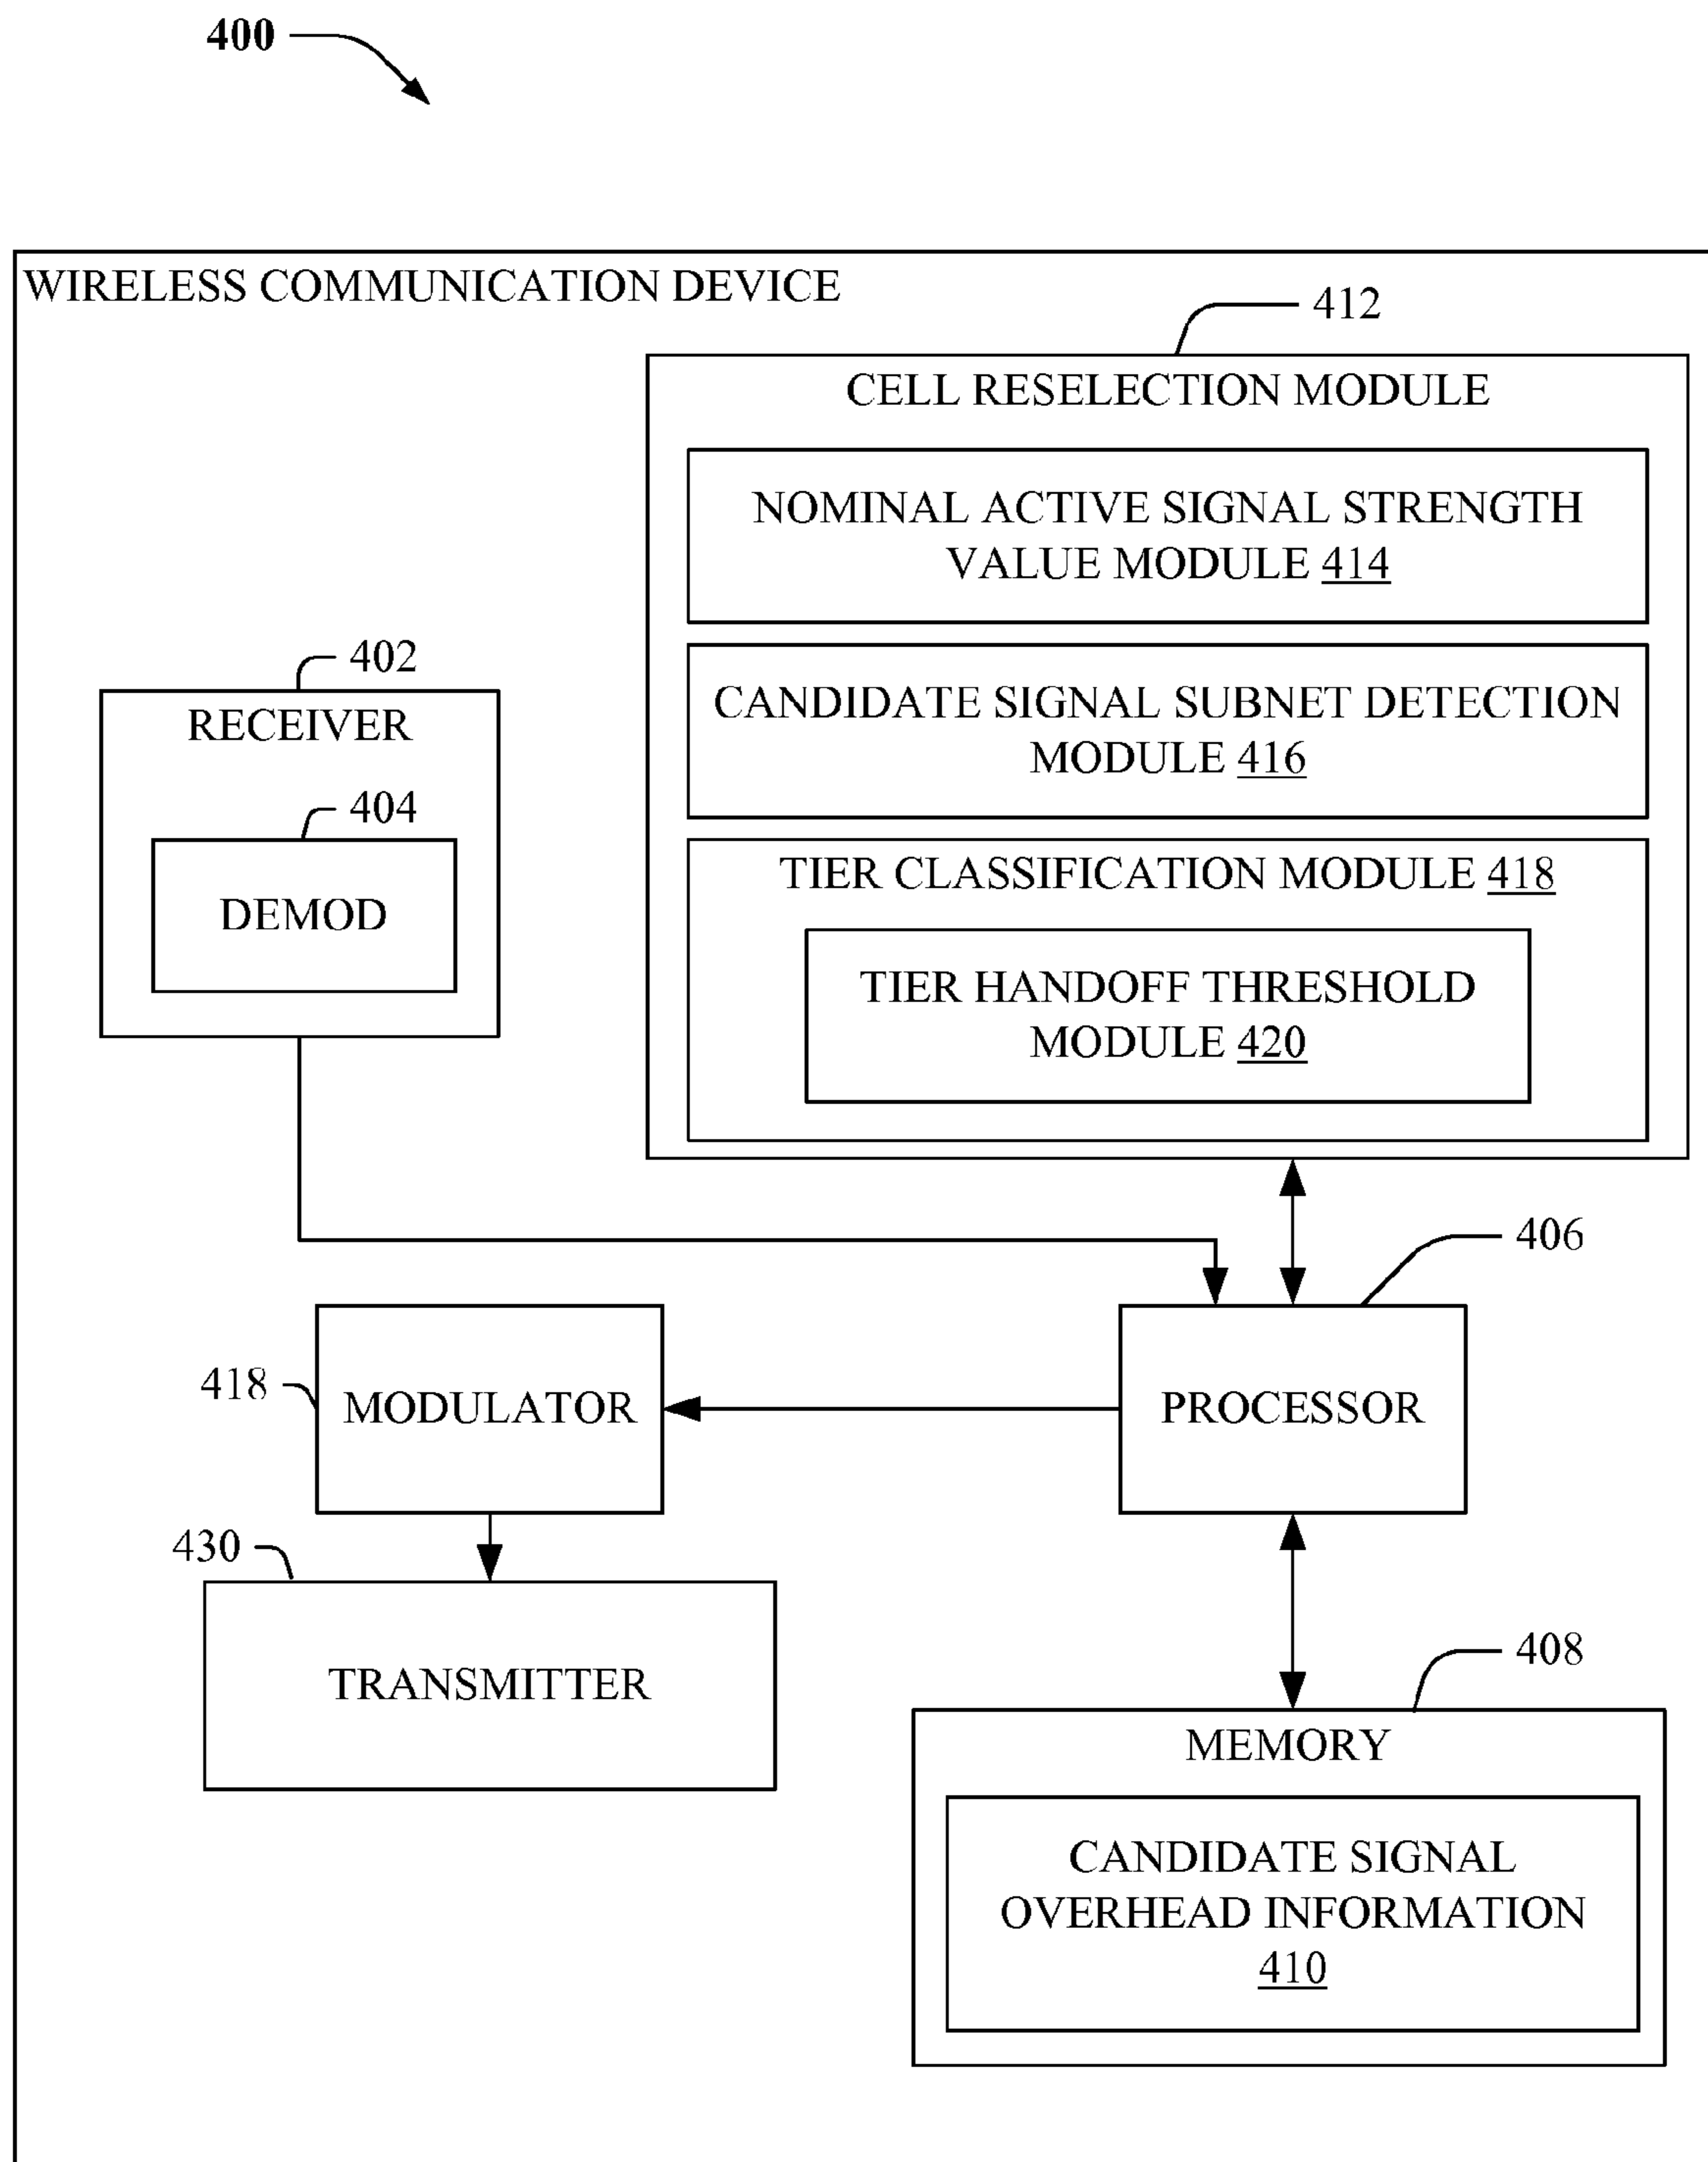 400
WIRELESS COMMUNICATION DEVICE
412
CELL RESELECTION MODULE
NOMINAL ACTIVE SIGNAL STRENGTH
VALUE MODULE 414
CANDIDATE SIGNAL SUBNET DETECTION
MODULE 416
TIER CLASSIFICATION MODULE 418
TIER HANDOFF THRESHOLD
MODULE 420
402
RECEIVER
404
DEMOD
406
PROCESSOR
418
MODULATOR
430
TRANSMITTER
408
MEMORY
CANDIDATE SIGNAL
OVERHEAD INFORMATION
410